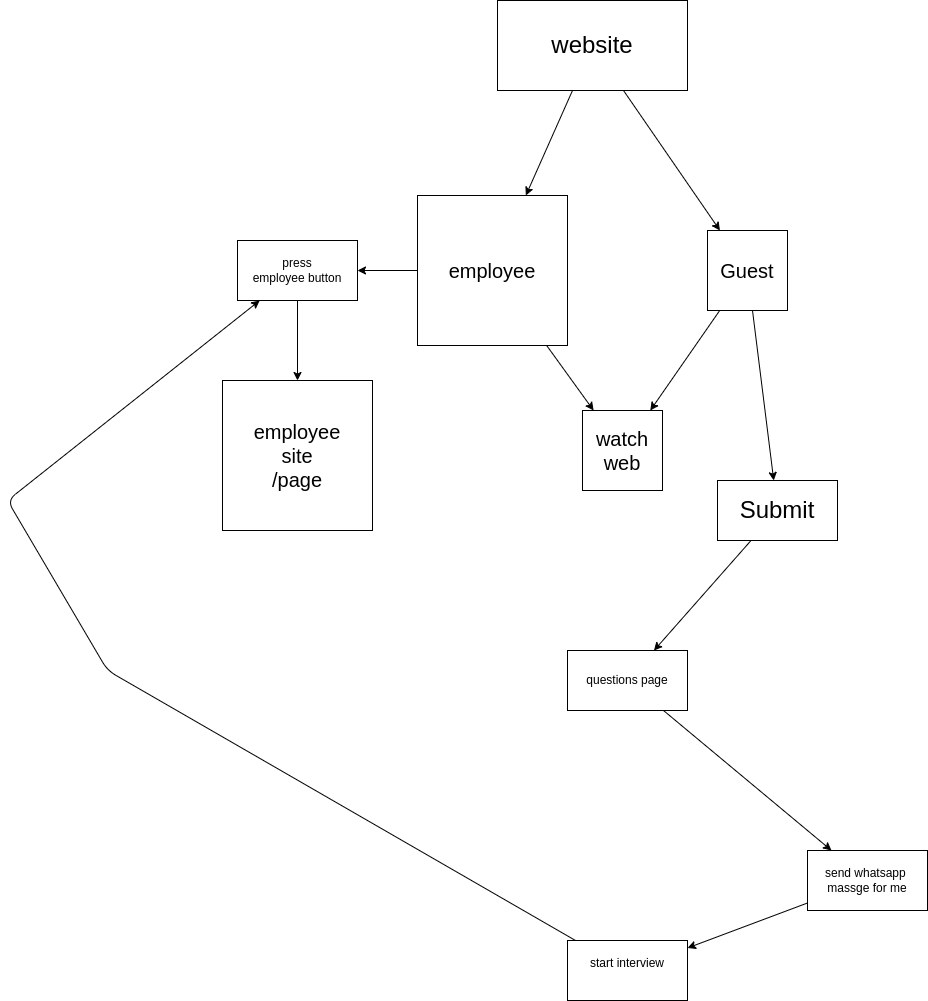 website
employee
Guest
press
employee button
employee
site
/page
watch
web
Submit
questions page
send whatsapp
massge for me
start interview